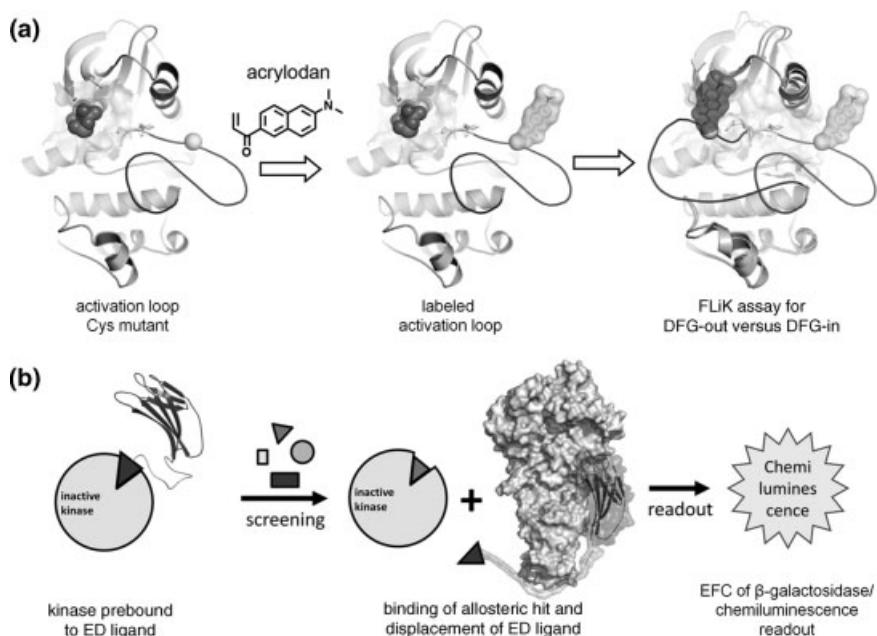 (a)
acrylodan
N
O
activation loop
Cys mutant
labeled
activation loop
FLiK assay for
DFG-out versus DFG-in
(b)
inactive
kinase
screening
inactive
kinase
+
readout
Chemi
lumines
cence
kinase prebound
to ED ligand
binding of allosteric hit and
displacement of ED ligand
EFC of β-galactosidase/
chemiluminescence
readout